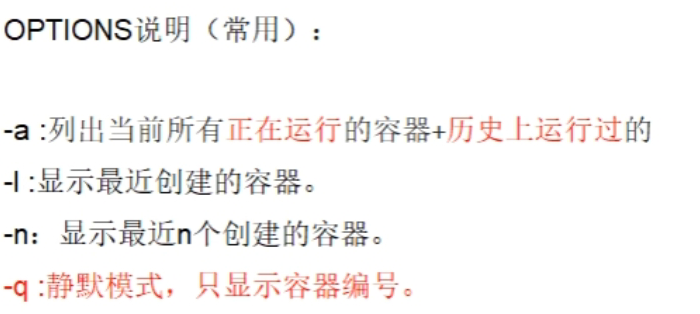 OPTIONS说明（常用）：
-a :列出当前所有正在运行的容器+历史上运行过的
-l :显示最近创建的容器。
-n：显示最近n个创建的容器。
-q :静默模式，只显示容器编号。